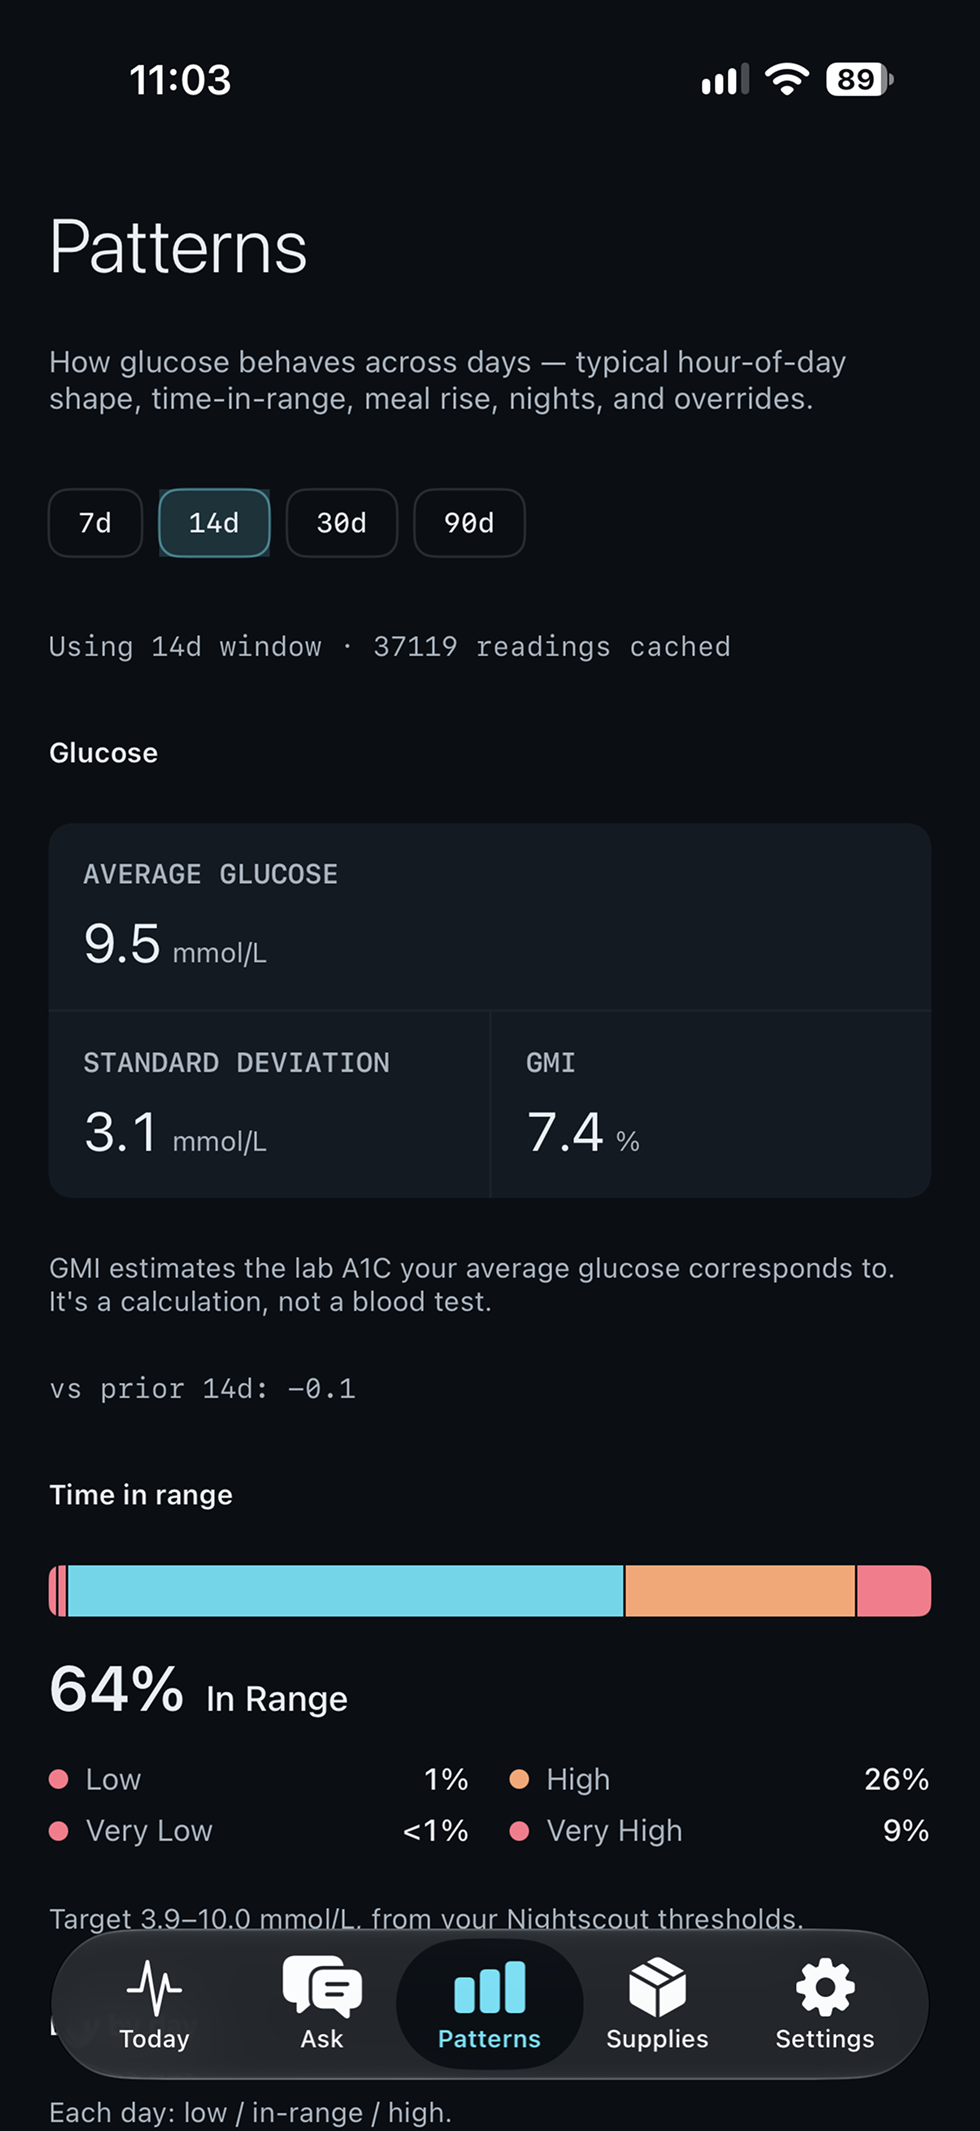 11:03
89
Patterns
How glucose behaves across days — typical hour-of-day
shape, time-in-range, meal rise, nights, and overrides.
7d
14d
30d
90d
Using 14d window · 37119 readings cached
Glucose
AVERAGE GLUCOSE
9.5 mmol/L
STANDARD DEVIATION
3.1 mmol/L
GMI
7.4 %
GMI estimates the lab A1C your average glucose corresponds to.
It's a calculation, not a blood test.
vs prior 14d: −0.1
Time in range
64% In Range
Low 1%
High 26%
Very Low <1%
Very High 9%
Target 3.9–10.0 mmol/L, from your Nightscout thresholds.
Today
Ask
Patterns
Supplies
Settings
Each day: low / in-range / high.